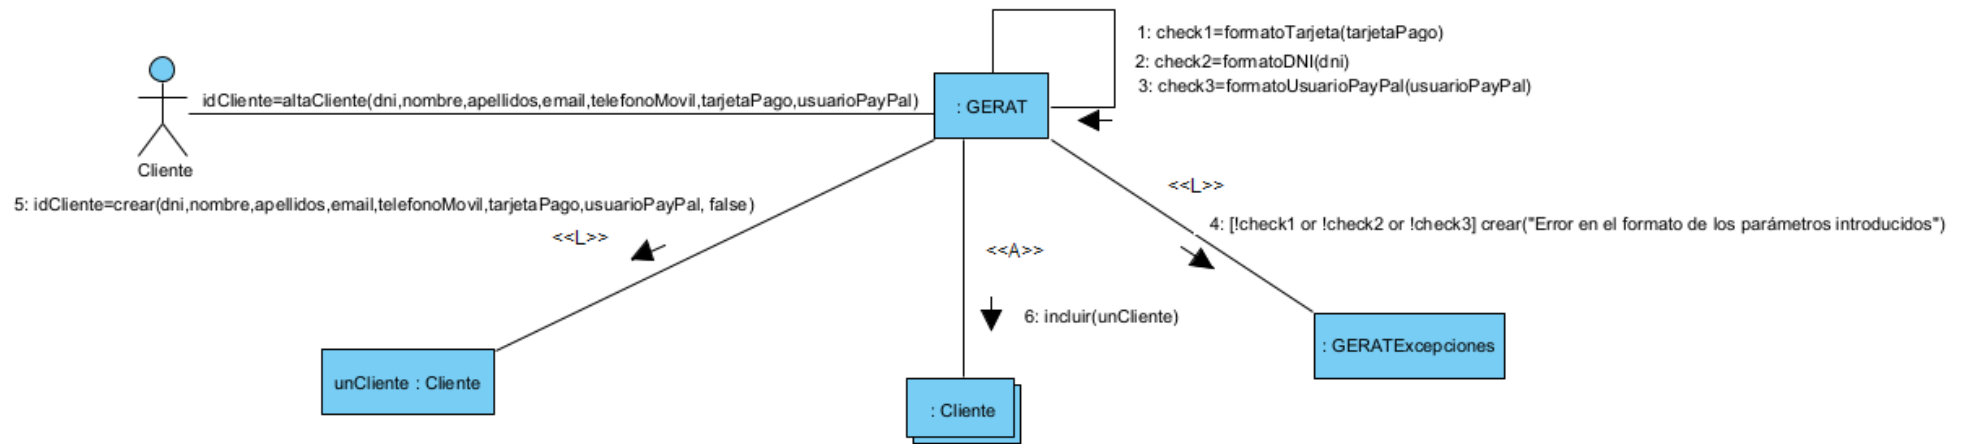 1: check1=formatoTarjeta(tarjetaPago)
2: check2=formatoDNI(dni)
3: check3=formatoUsuarioPayPal(usuarioPayPal)
idCliente=altaCliente(dni,nombre,apellidos,email,telefonoMovil,tarjetaPago,usuarioPayPal)
: GERAT
Cliente
<<L>>
5: idCliente=crear(dni,nombre,apellidos,email,telefonoMovil,tarjetaPago,usuarioPayPal, false)
4: [!check1 or !check2 or !check3] crear("Error en el formato de los parámetros introducidos")
<<L>>
<<A>>
6: incluir(unCliente)
: GERATExcepciones
unCliente : Cliente
: Cliente